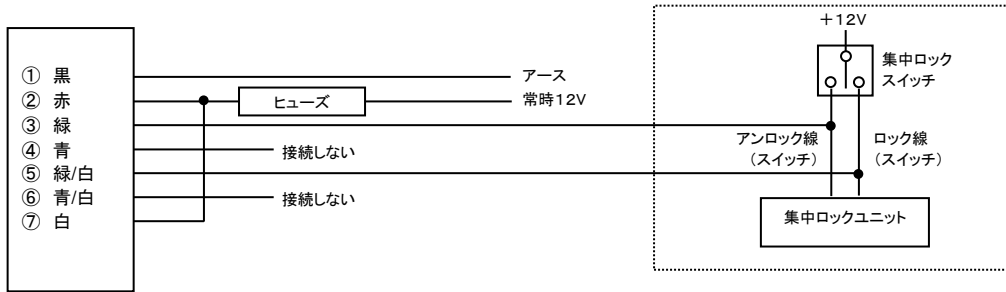 ① 黒
② 赤
③ 緑
④ 青
⑤ 緑/白
⑥ 青/白
⑦ 白
アース
ヒューズ
常時12V
接続しない
接続しない
+12V
集中ロック
スイッチ
アンロック線
(スイッチ)
ロック線
(スイッチ)
集中ロックユニット